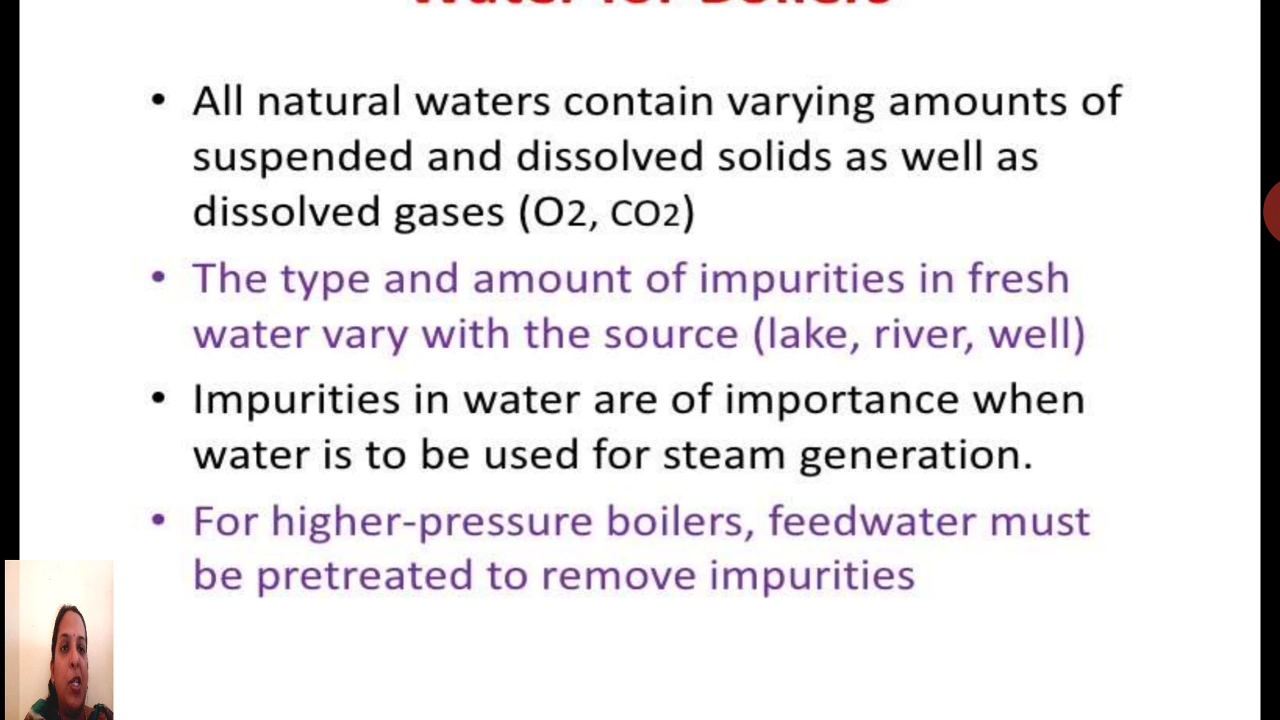 Water for Boilers
• All natural waters contain varying amounts of
suspended and dissolved solids as well as
dissolved gases (O2, CO2)
• The type and amount of impurities in fresh
water vary with the source (lake, river, well)
• Impurities in water are of importance when
water is to be used for steam generation.
• For higher-pressure boilers, feedwater must
be pretreated to remove impurities